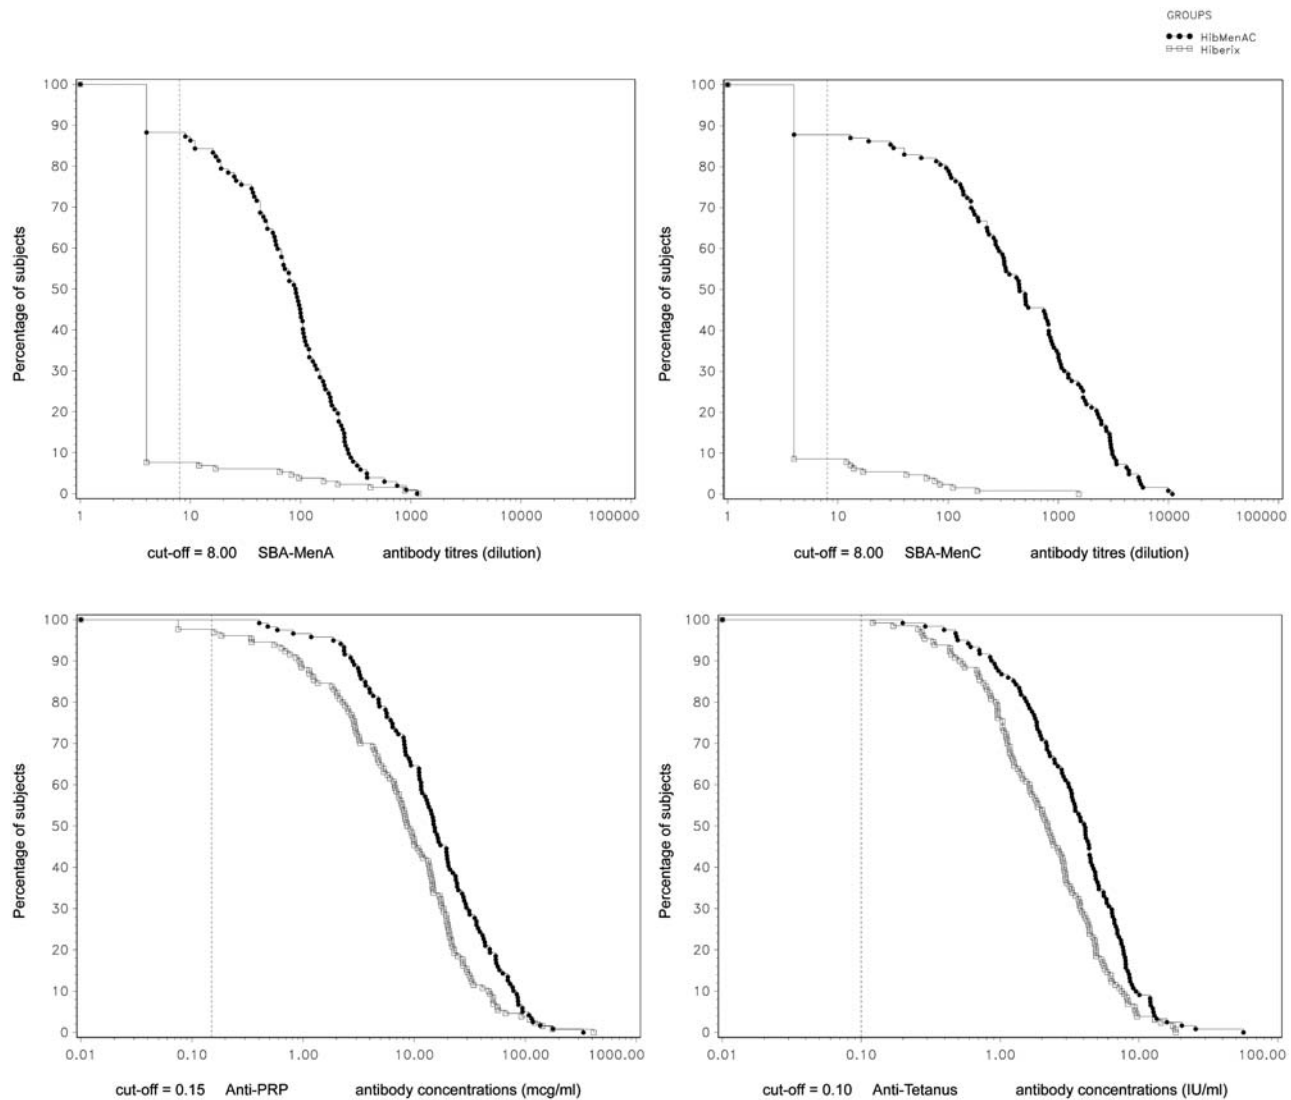 GROUPS
HibMenAC
Hiberix
100
90
80
70
60
50
40
30
20
10
0
Percentage of subjects
1 10 100 1000 10000 100000
cut-off = 8.00 SBA-MenA antibody titres (dilution)
100
90
80
70
60
50
40
30
20
10
0
Percentage of subjects
1 10 100 1000 10000 100000
cut-off = 8.00 SBA-MenC antibody titres (dilution)
100
90
80
70
60
50
40
30
20
10
0
Percentage of subjects
0.01 0.10 1.00 10.00 100.00 1000.00
cut-off = 0.15 Anti-PRP antibody concentrations (mcg/ml)
100
90
80
70
60
50
40
30
20
10
0
Percentage of subjects
0.01 0.10 1.00 10.00 100.00
cut-off = 0.10 Anti-Tetanus antibody concentrations (IU/ml)